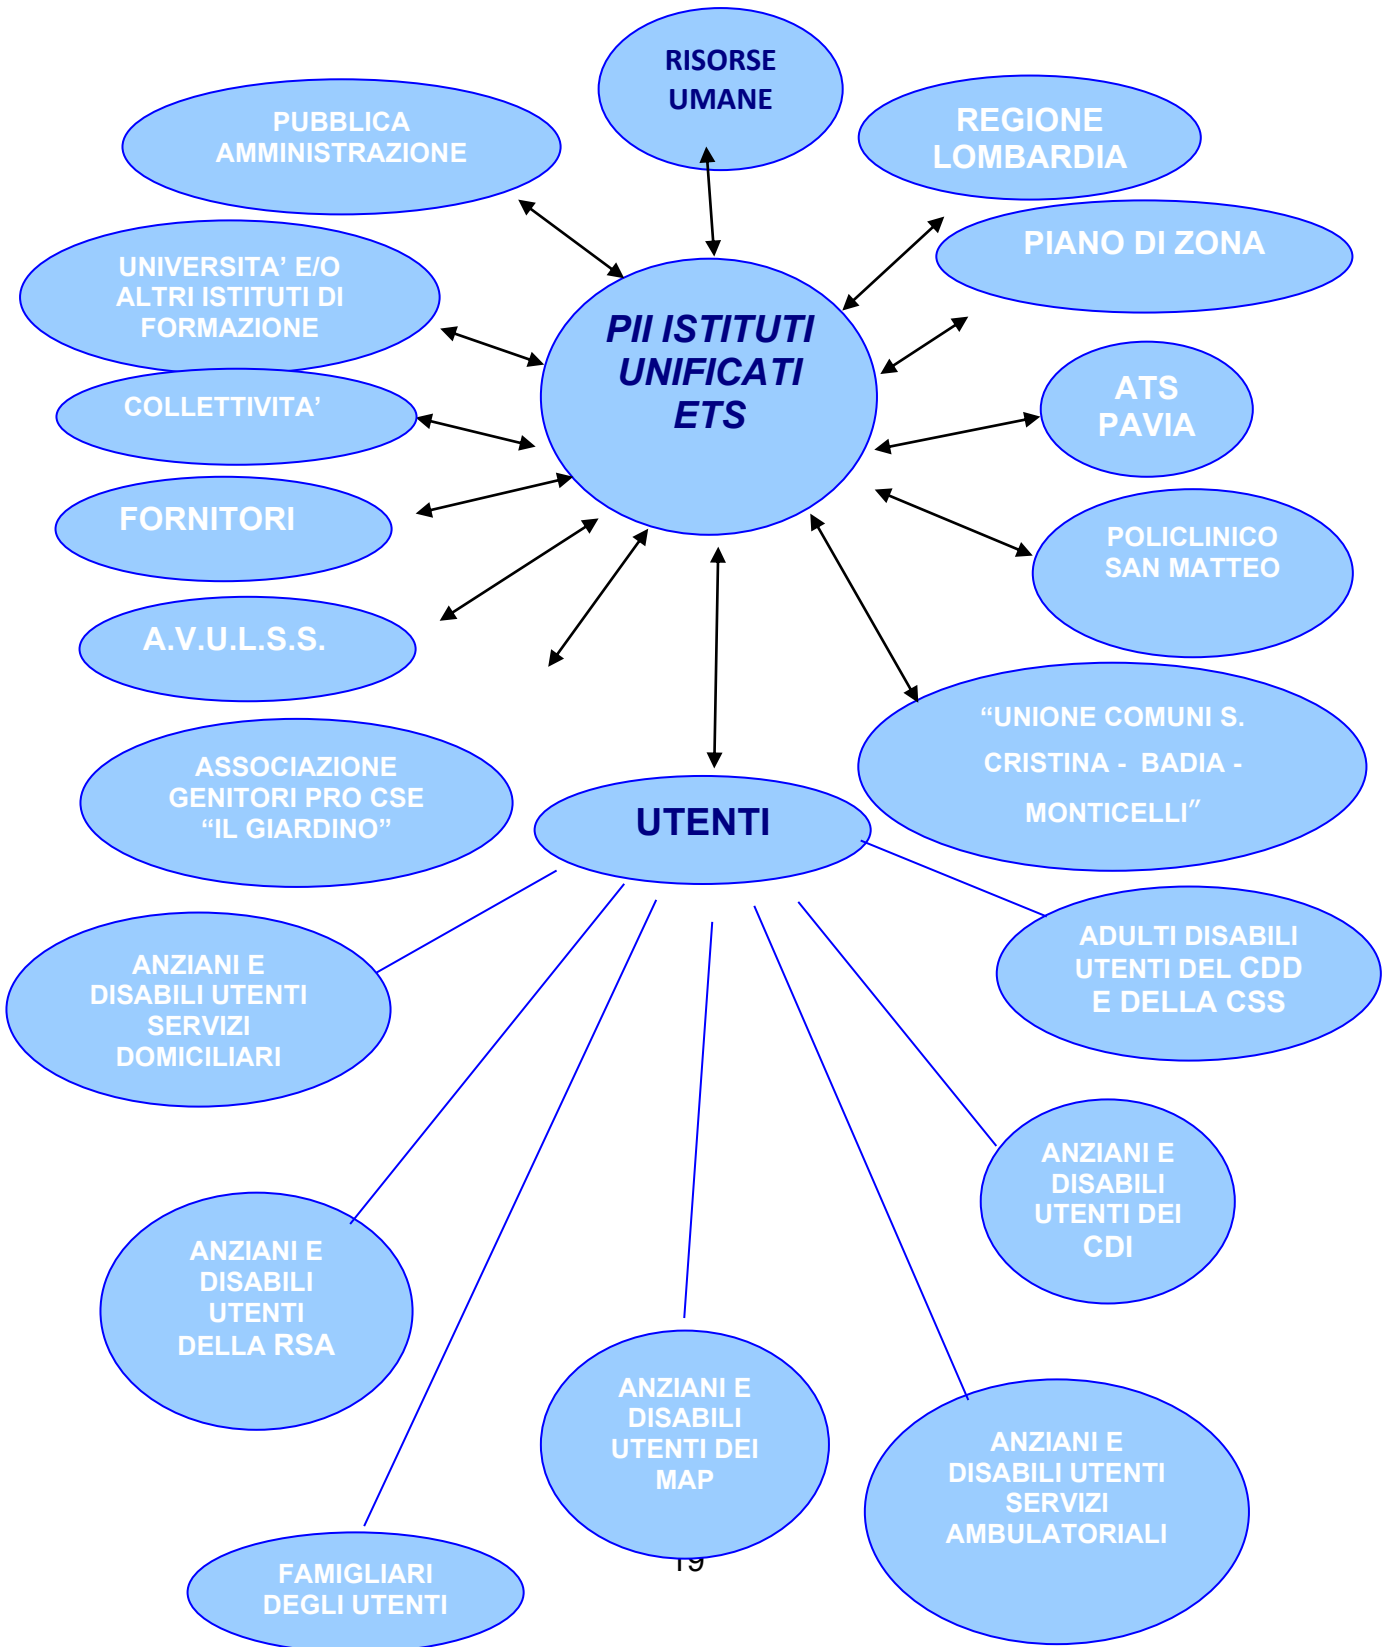 RISORSE
UMANE
PUBBLICA
AMMINISTRAZIONE
REGIONE
LOMBARDIA
UNIVERSITA’ E/O
ALTRI ISTITUTI DI
FORMAZIONE
PIANO DI ZONA
PII ISTITUTI
UNIFICATI
ETS
COLLETTIVITA’
ATS
PAVIA
FORNITORI
POLICLINICO
SAN MATTEO
A.V.U.L.S.S.
“UNIONE COMUNI S.
CRISTINA - BADIA -
MONTICELLI”
ASSOCIAZIONE
GENITORI PRO CSE
“IL GIARDINO”
UTENTI
ANZIANI E
DISABILI UTENTI
SERVIZI
DOMICILIARI
ADULTI DISABILI
UTENTI DEL CDD
E DELLA CSS
ANZIANI E
DISABILI
UTENTI DEI
CDI
ANZIANI E
DISABILI
UTENTI
DELLA RSA
ANZIANI E
DISABILI
UTENTI DEI
MAP
ANZIANI E
DISABILI UTENTI
SERVIZI
AMBULATORIALI
FAMIGLIARI
DEGLI UTENTI
19